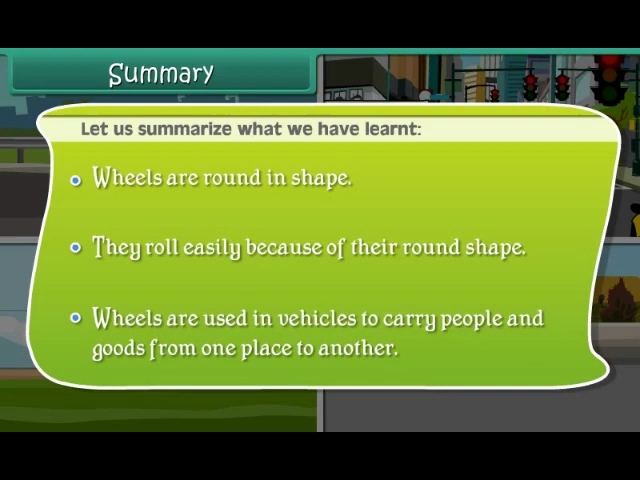 Summary
Let us summarize what we have learnt:
Wheels are round in shape.
They roll easily because of their round shape.
Wheels are used in vehicles to carry people and
goods from one place to another.